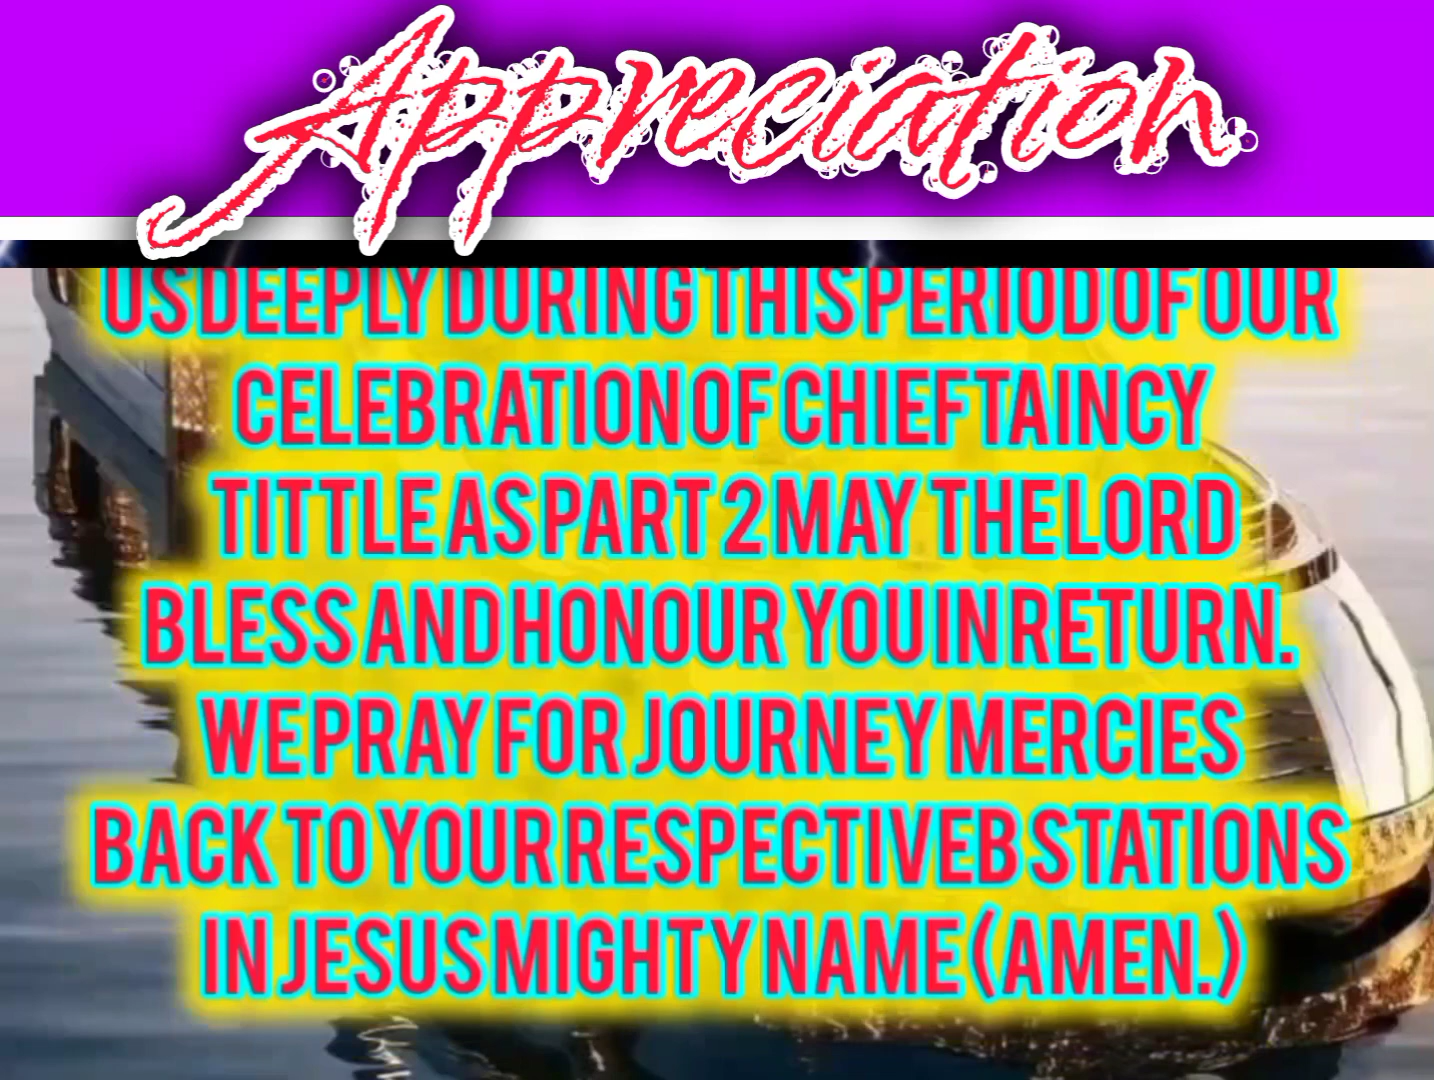 Appreciation
US DEEPLY DURING THIS PERIOD OF OUR
CELEBRATION OF CHIEFTAINCY
TITTLE AS PART 2 MAY THE LORD
BLESS AND HONOUR YOU IN RETURN.
WE PRAY FOR JOURNEY MERCIES
BACK TO YOUR RESPECTIVEB STATIONS
IN JESUS MIGHTY NAME (AMEN.)